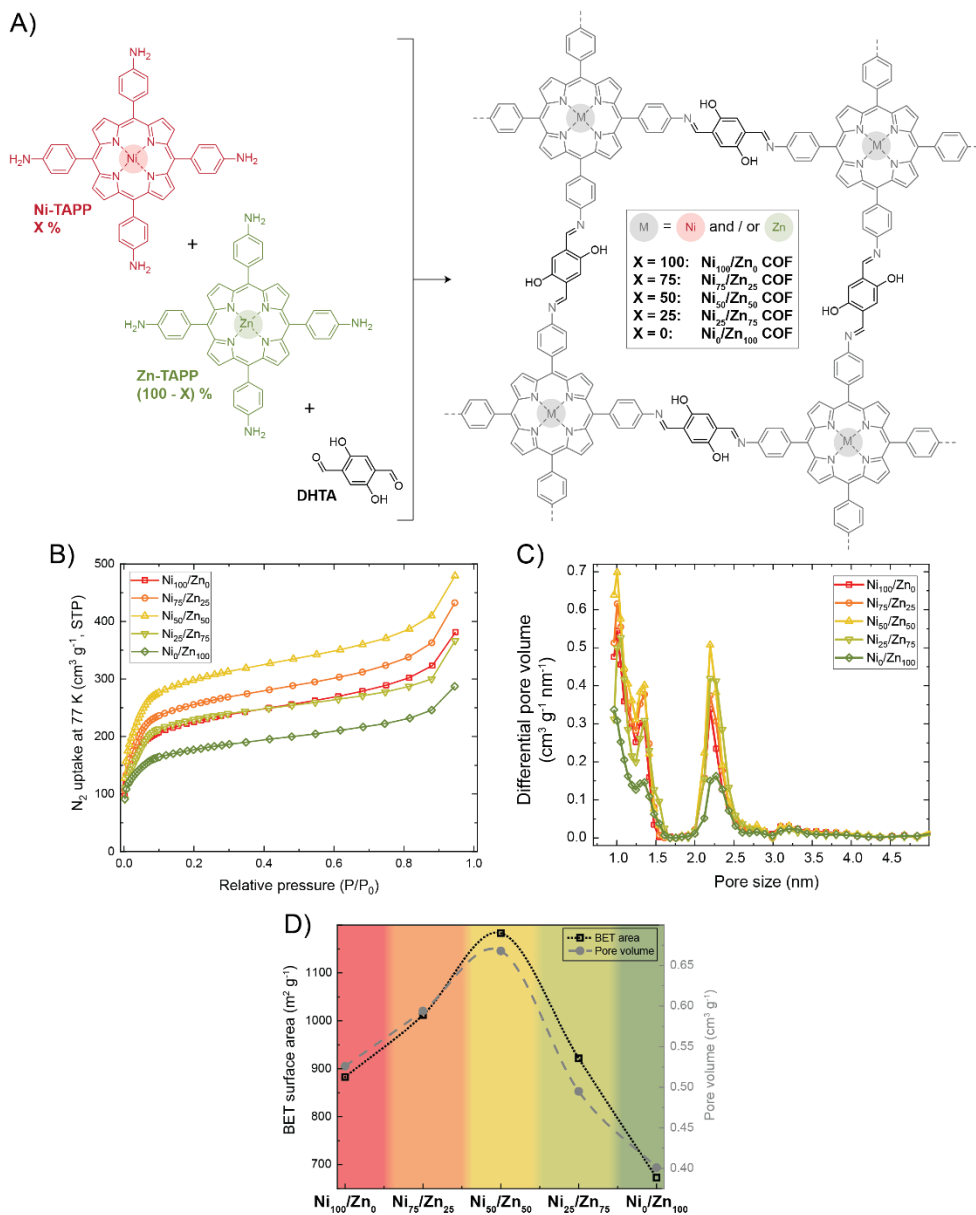 A)
NH₂
H₂N
Ni
N
N
N
N
NH₂
Ni-TAPP
X %
NH₂
+
NH₂
H₂N
Zn
N
N
N
N
NH₂
Zn-TAPP
(100 - X) %
NH₂
+
HO
O
O
OH
DHTA
N
N
N
N
M
HO
N
N
OH
N
N
N
N
M
N
N
HO
OH
OH
HO
N
N
M = Ni and / or Zn
X = 100: Ni₁₀₀/Zn₀ COF
X = 75: Ni₇₅/Zn₂₅ COF
X = 50: Ni₅₀/Zn₅₀ COF
X = 25: Ni₂₅/Zn₇₅ COF
X = 0: Ni₀/Zn₁₀₀ COF
N
N
N
N
M
HO
N
N
OH
N
N
N
N
M
B)
N₂ uptake at 77 K (cm³ g⁻¹, STP)
500
400
300
200
100
0
0.0 0.2 0.4 0.6 0.8 1.0
Relative pressure (P/P₀)
Ni₁₀₀/Zn₀
Ni₇₅/Zn₂₅
Ni₅₀/Zn₅₀
Ni₂₅/Zn₇₅
Ni₀/Zn₁₀₀
C)
Differential pore volume
(cm³ g⁻¹ nm⁻¹)
0.7
0.6
0.5
0.4
0.3
0.2
0.1
0.0
1.0 1.5 2.0 2.5 3.0 3.5 4.0 4.5
Pore size (nm)
Ni₁₀₀/Zn₀
Ni₇₅/Zn₂₅
Ni₅₀/Zn₅₀
Ni₂₅/Zn₇₅
Ni₀/Zn₁₀₀
D)
BET surface area (m² g⁻¹)
1100
1000
900
800
700
BET area
Pore volume
0.65
0.60
0.55
0.50
0.45
0.40
Pore volume (cm³ g⁻¹)
Ni₁₀₀/Zn₀ Ni₇₅/Zn₂₅ Ni₅₀/Zn₅₀ Ni₂₅/Zn₇₅ Ni₀/Zn₁₀₀